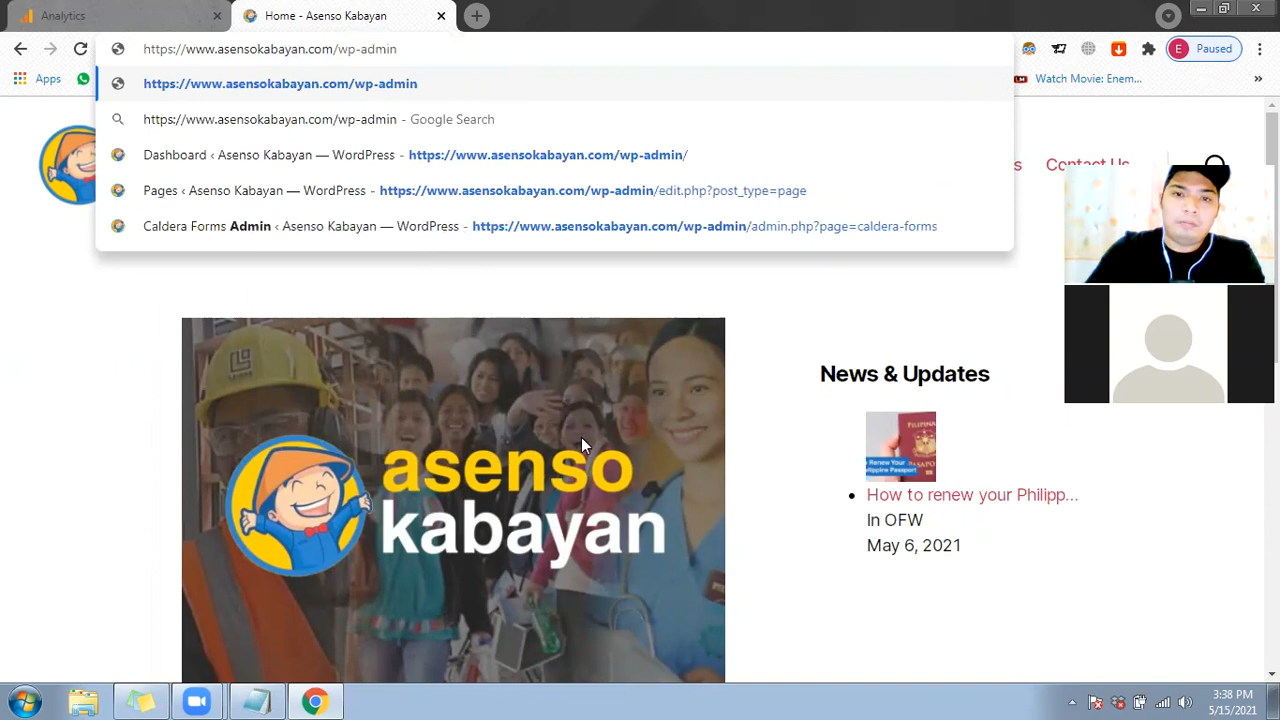 Analytics
Home - Asenso Kabayan
https://www.asensokabayan.com/wp-admin
E
Paused
https://www.asensokabayan.com/wp-admin
Apps
Watch Movie: Enem...
»
https://www.asensokabayan.com/wp-admin - Google Search
Dashboard ‹ Asenso Kabayan — WordPress - https://www.asensokabayan.com/wp-admin/
Contact Us
Pages ‹ Asenso Kabayan — WordPress - https://www.asensokabayan.com/wp-admin/edit.php?post_type=page
Caldera Forms Admin ‹ Asenso Kabayan — WordPress - https://www.asensokabayan.com/wp-admin/admin.php?page=caldera-forms
News & Updates
asenso
kabayan
How to renew your Philipp...
In OFW
May 6, 2021
3:38 PM
5/15/2021